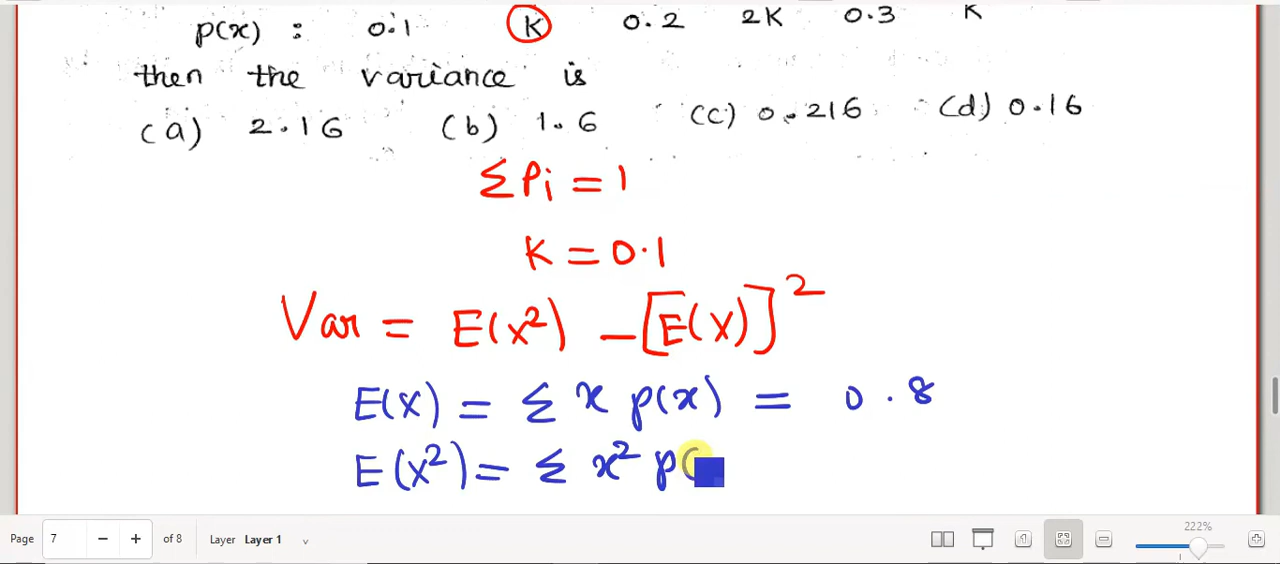 p(x) : 0.1 K 0.2 2K 0.3 K
then the variance is
(a) 2.16 (b) 1.6 (c) 0.216 (d) 0.16
Σ Pi = 1
K = 0.1
Var = E(x²) - [E(x)]²
E(x) = Σ x p(x) = 0.8
E(x²) = Σ x² p(
Page 7 of 8 Layer Layer 1 222%